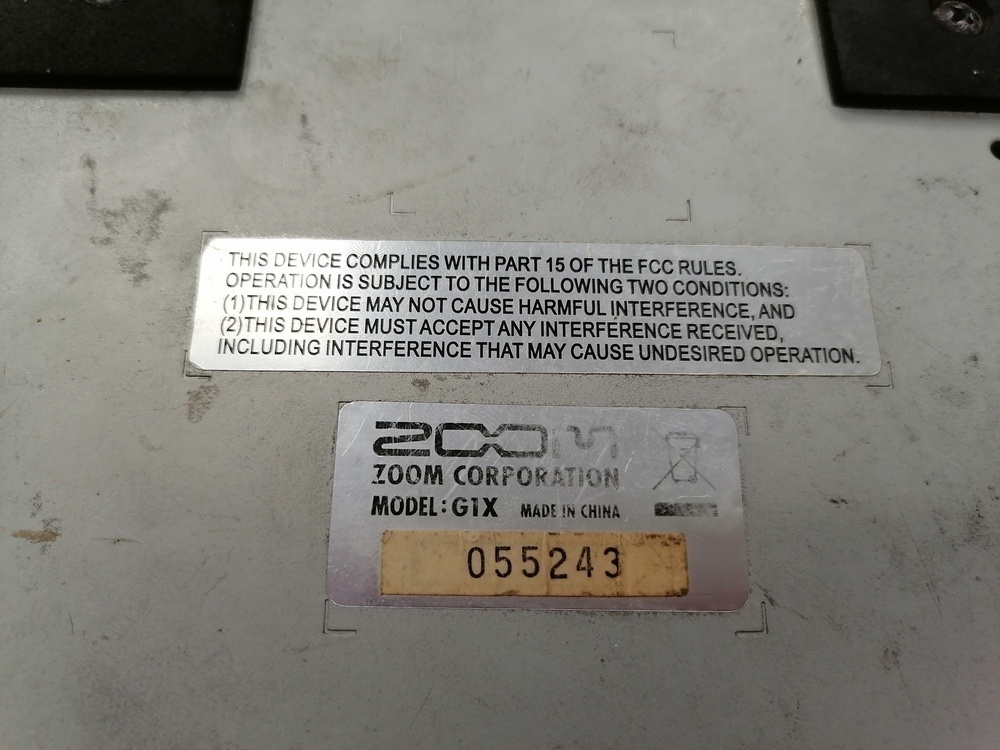 THIS DEVICE COMPLIES WITH PART 15 OF THE FCC RULES.
OPERATION IS SUBJECT TO THE FOLLOWING TWO CONDITIONS:
(1)THIS DEVICE MAY NOT CAUSE HARMFUL INTERFERENCE, AND
(2)THIS DEVICE MUST ACCEPT ANY INTERFERENCE RECEIVED,
INCLUDING INTERFERENCE THAT MAY CAUSE UNDESIRED OPERATION.
ZOOM
ZOOM CORPORATION
MODEL:G1X MADE IN CHINA
055243